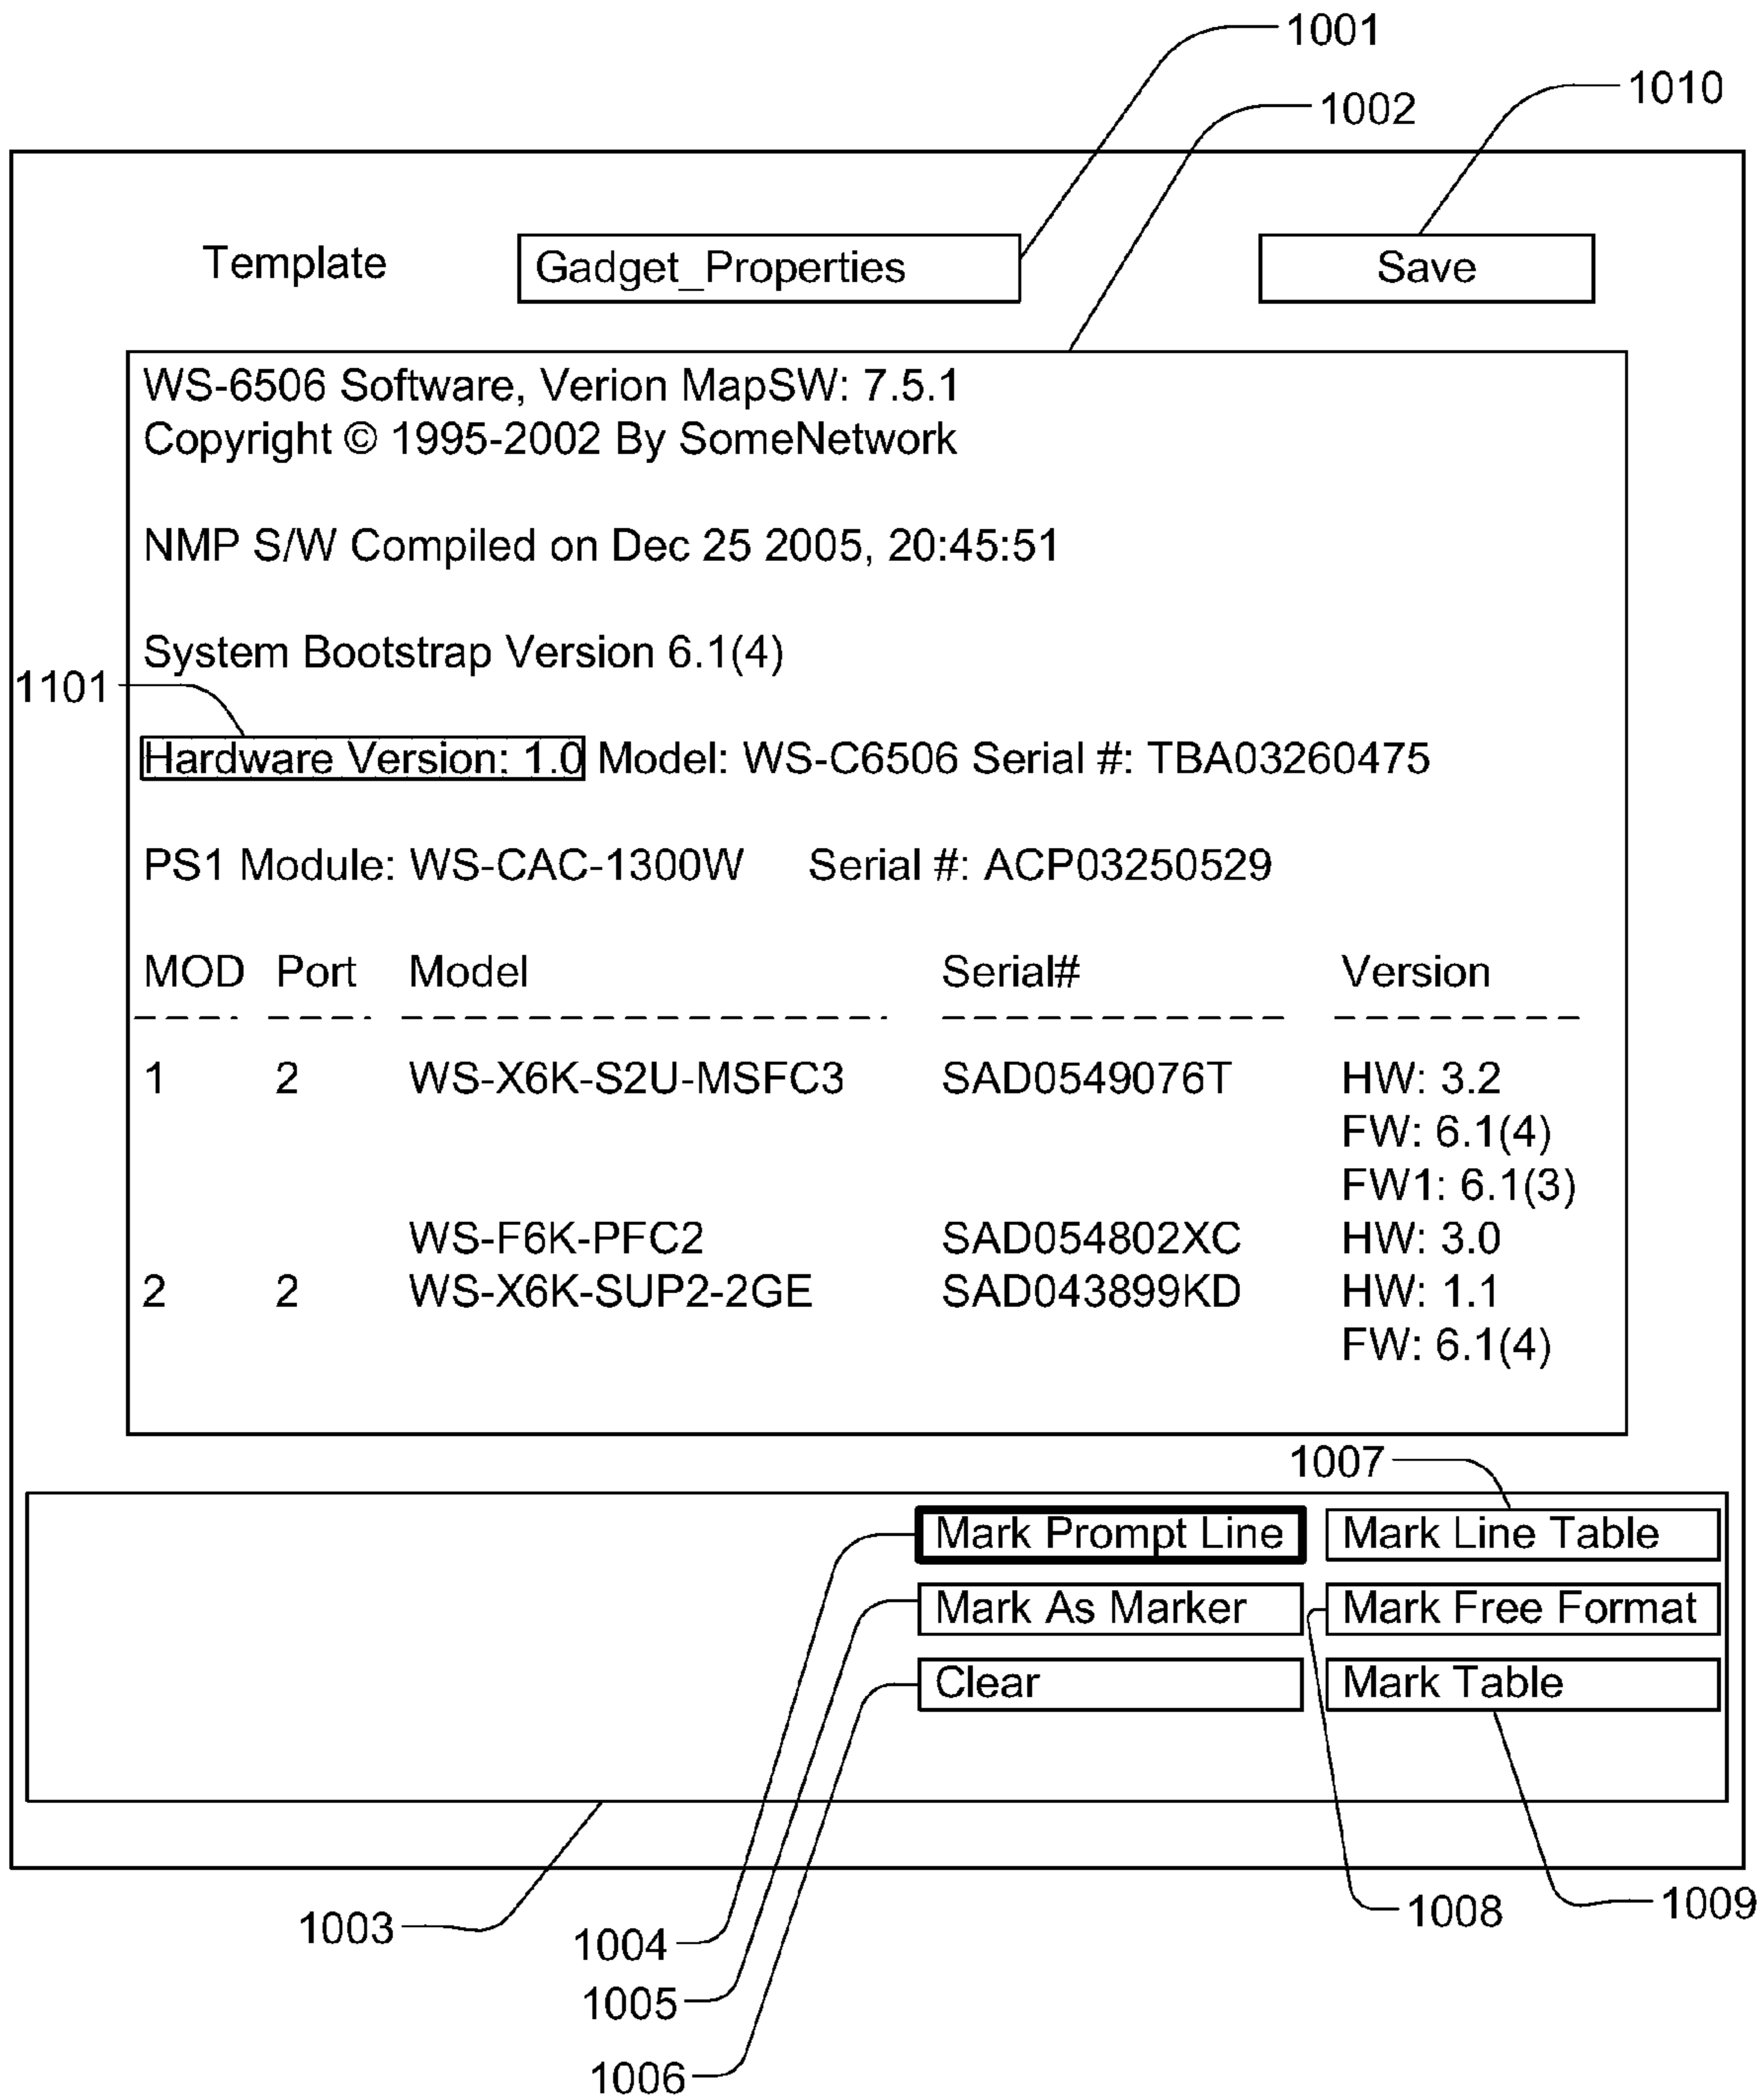 1001
1010
1002
Template Gadget_Properties Save
WS-6506 Software, Verion MapSW: 7.5.1
Copyright © 1995-2002 By SomeNetwork
NMP S/W Compiled on Dec 25 2005, 20:45:51
System Bootstrap Version 6.1(4)
1101
Hardware Version: 1.0 Model: WS-C6506 Serial #: TBA03260475
PS1 Module: WS-CAC-1300W Serial #: ACP03250529
MOD Port Model Serial# Version
1 2 WS-X6K-S2U-MSFC3 SAD0549076T HW: 3.2
FW: 6.1(4)
FW1: 6.1(3)
WS-F6K-PFC2 SAD054802XC HW: 3.0
2 2 WS-X6K-SUP2-2GE SAD043899KD HW: 1.1
FW: 6.1(4)
1007
Mark Prompt Line Mark Line Table
Mark As Marker Mark Free Format
Clear Mark Table
1003
1004
1005
1006
1008
1009